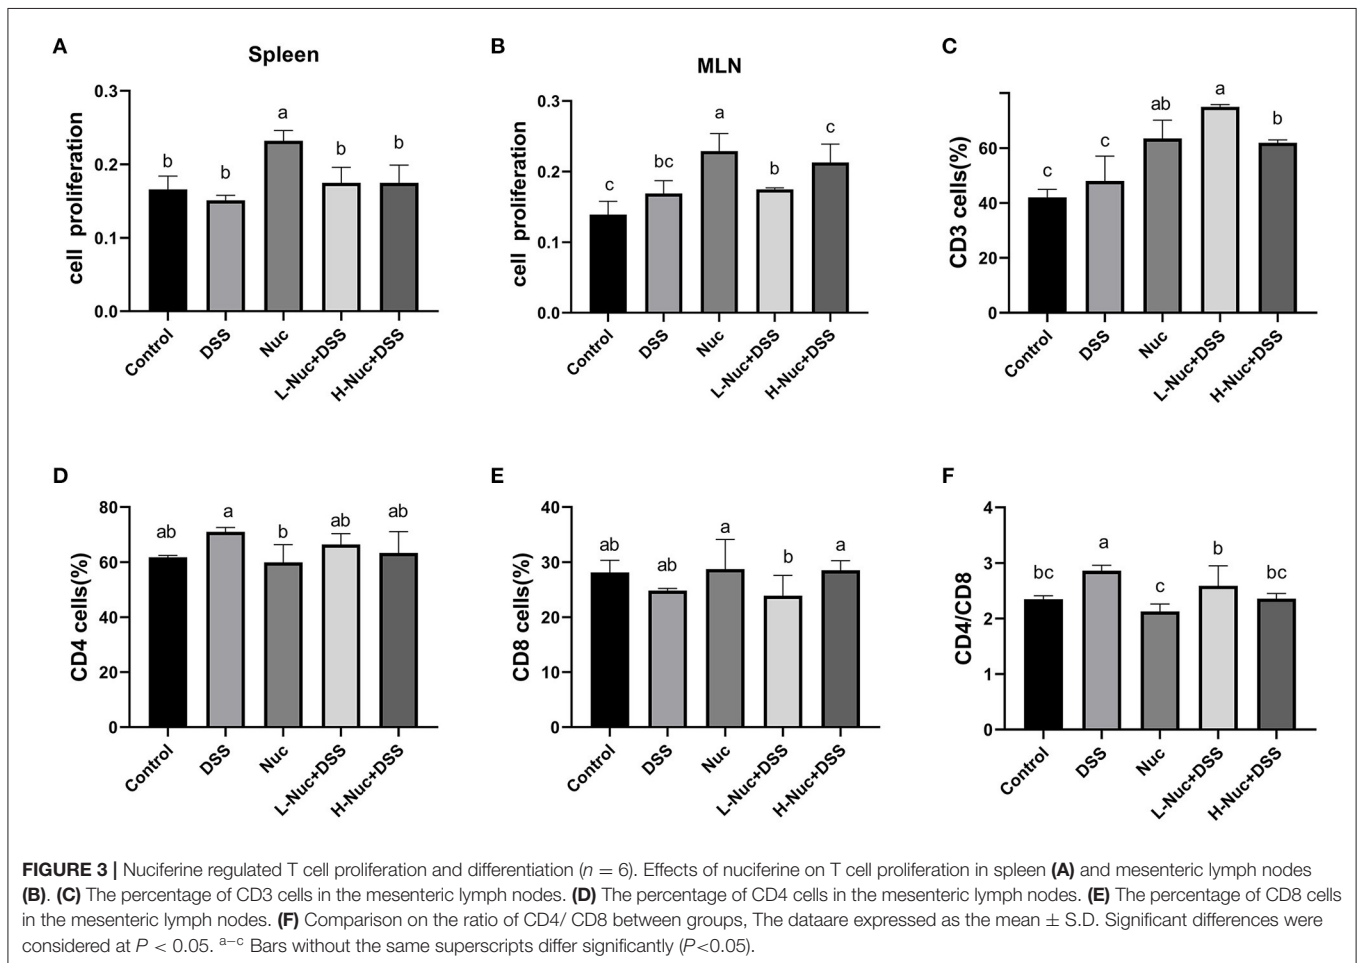 A
Spleen
cell proliferation
0.3
0.2
0.1
0.0
b
b
a
b
b
Control
DSS
Nuc
L-Nuc+DSS
H-Nuc+DSS
B
MLN
cell proliferation
0.3
0.2
0.1
0.0
c
bc
a
b
c
Control
DSS
Nuc
L-Nuc+DSS
H-Nuc+DSS
C
CD3 cells(%)
60
40
20
0
c
c
ab
a
b
Control
DSS
Nuc
L-Nuc+DSS
H-Nuc+DSS
D
CD4 cells(%)
80
60
40
20
0
ab
a
b
ab
ab
Control
DSS
Nuc
L-Nuc+DSS
H-Nuc+DSS
E
CD8 cells(%)
40
30
20
10
0
ab
ab
a
b
a
Control
DSS
Nuc
L-Nuc+DSS
H-Nuc+DSS
F
CD4/CD8
4
3
2
1
0
bc
a
c
b
bc
Control
DSS
Nuc
L-Nuc+DSS
H-Nuc+DSS
FIGURE 3 | Nuciferine regulated T cell proliferation and differentiation (n = 6). Effects of nuciferine on T cell proliferation in spleen (A) and mesenteric lymph nodes
(B). (C) The percentage of CD3 cells in the mesenteric lymph nodes. (D) The percentage of CD4 cells in the mesenteric lymph nodes. (E) The percentage of CD8 cells
in the mesenteric lymph nodes. (F) Comparison on the ratio of CD4/ CD8 between groups, The dataare expressed as the mean ± S.D. Significant differences were
considered at P < 0.05. a–c Bars without the same superscripts differ significantly (P<0.05).